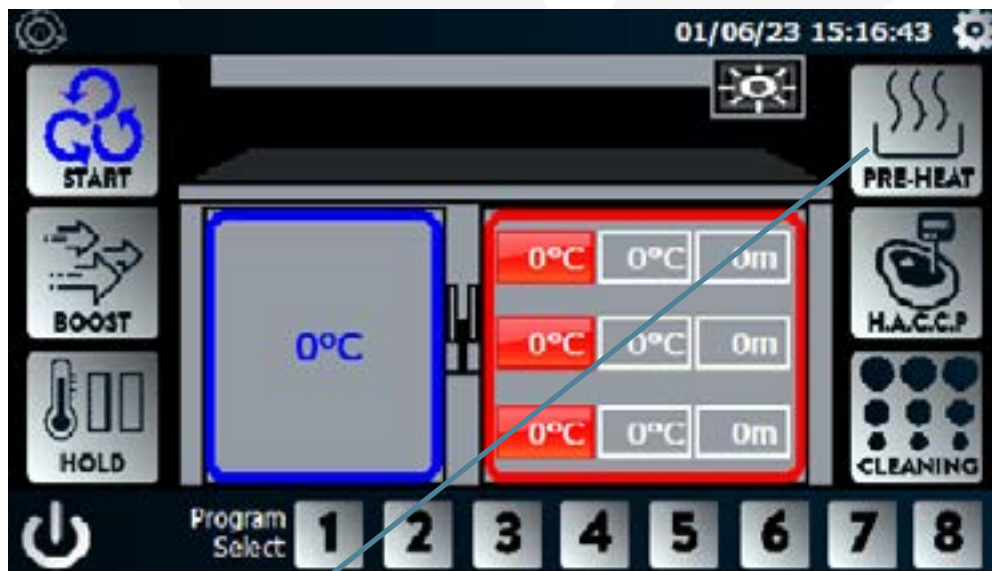 01/06/23 15:16:43
START
PRE-HEAT
BOOST
H.A.C.C.P
HOLD
CLEANING
0°C
0°C 0°C 0m
0°C 0°C 0m
0°C 0°C 0m
Program
Select
1 2 3 4 5 6 7 8